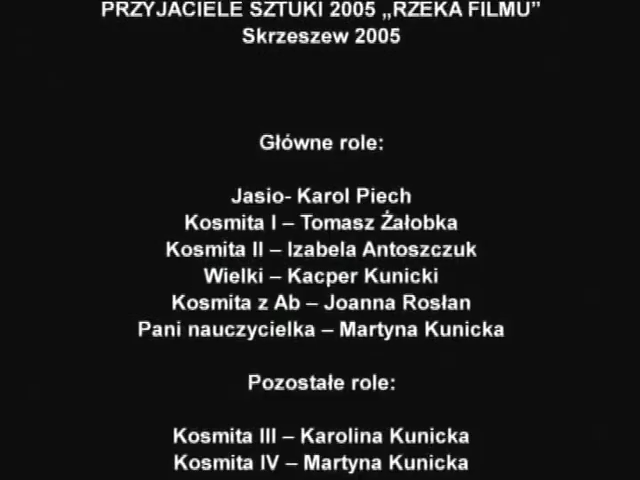 PRZYJACIELE SZTUKI 2005 „RZEKA FILMU”
Skrzeszew 2005
Główne role:
Jasio- Karol Piech
Kosmita I – Tomasz Żałobka
Kosmita II – Izabela Antoszczuk
Wielki – Kacper Kunicki
Kosmita z Ab – Joanna Rosłan
Pani nauczycielka – Martyna Kunicka
Pozostałe role:
Kosmita III – Karolina Kunicka
Kosmita IV – Martyna Kunicka